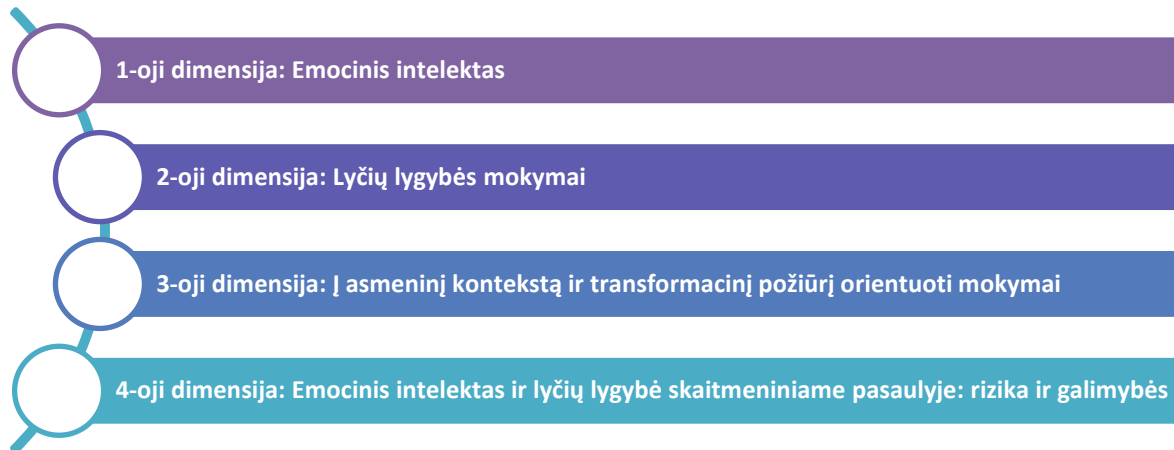 1-oji dimensija: Emocinis intelektas
2-oji dimensija: Lyčių lygybės mokymai
3-oji dimensija: Į asmeninį kontekstą ir transformacinį požiūrį orientuoti mokymai
4-oji dimensija: Emocinis intelektas ir lyčių lygybė skaitmeniniame pasaulyje: rizika ir galimybės